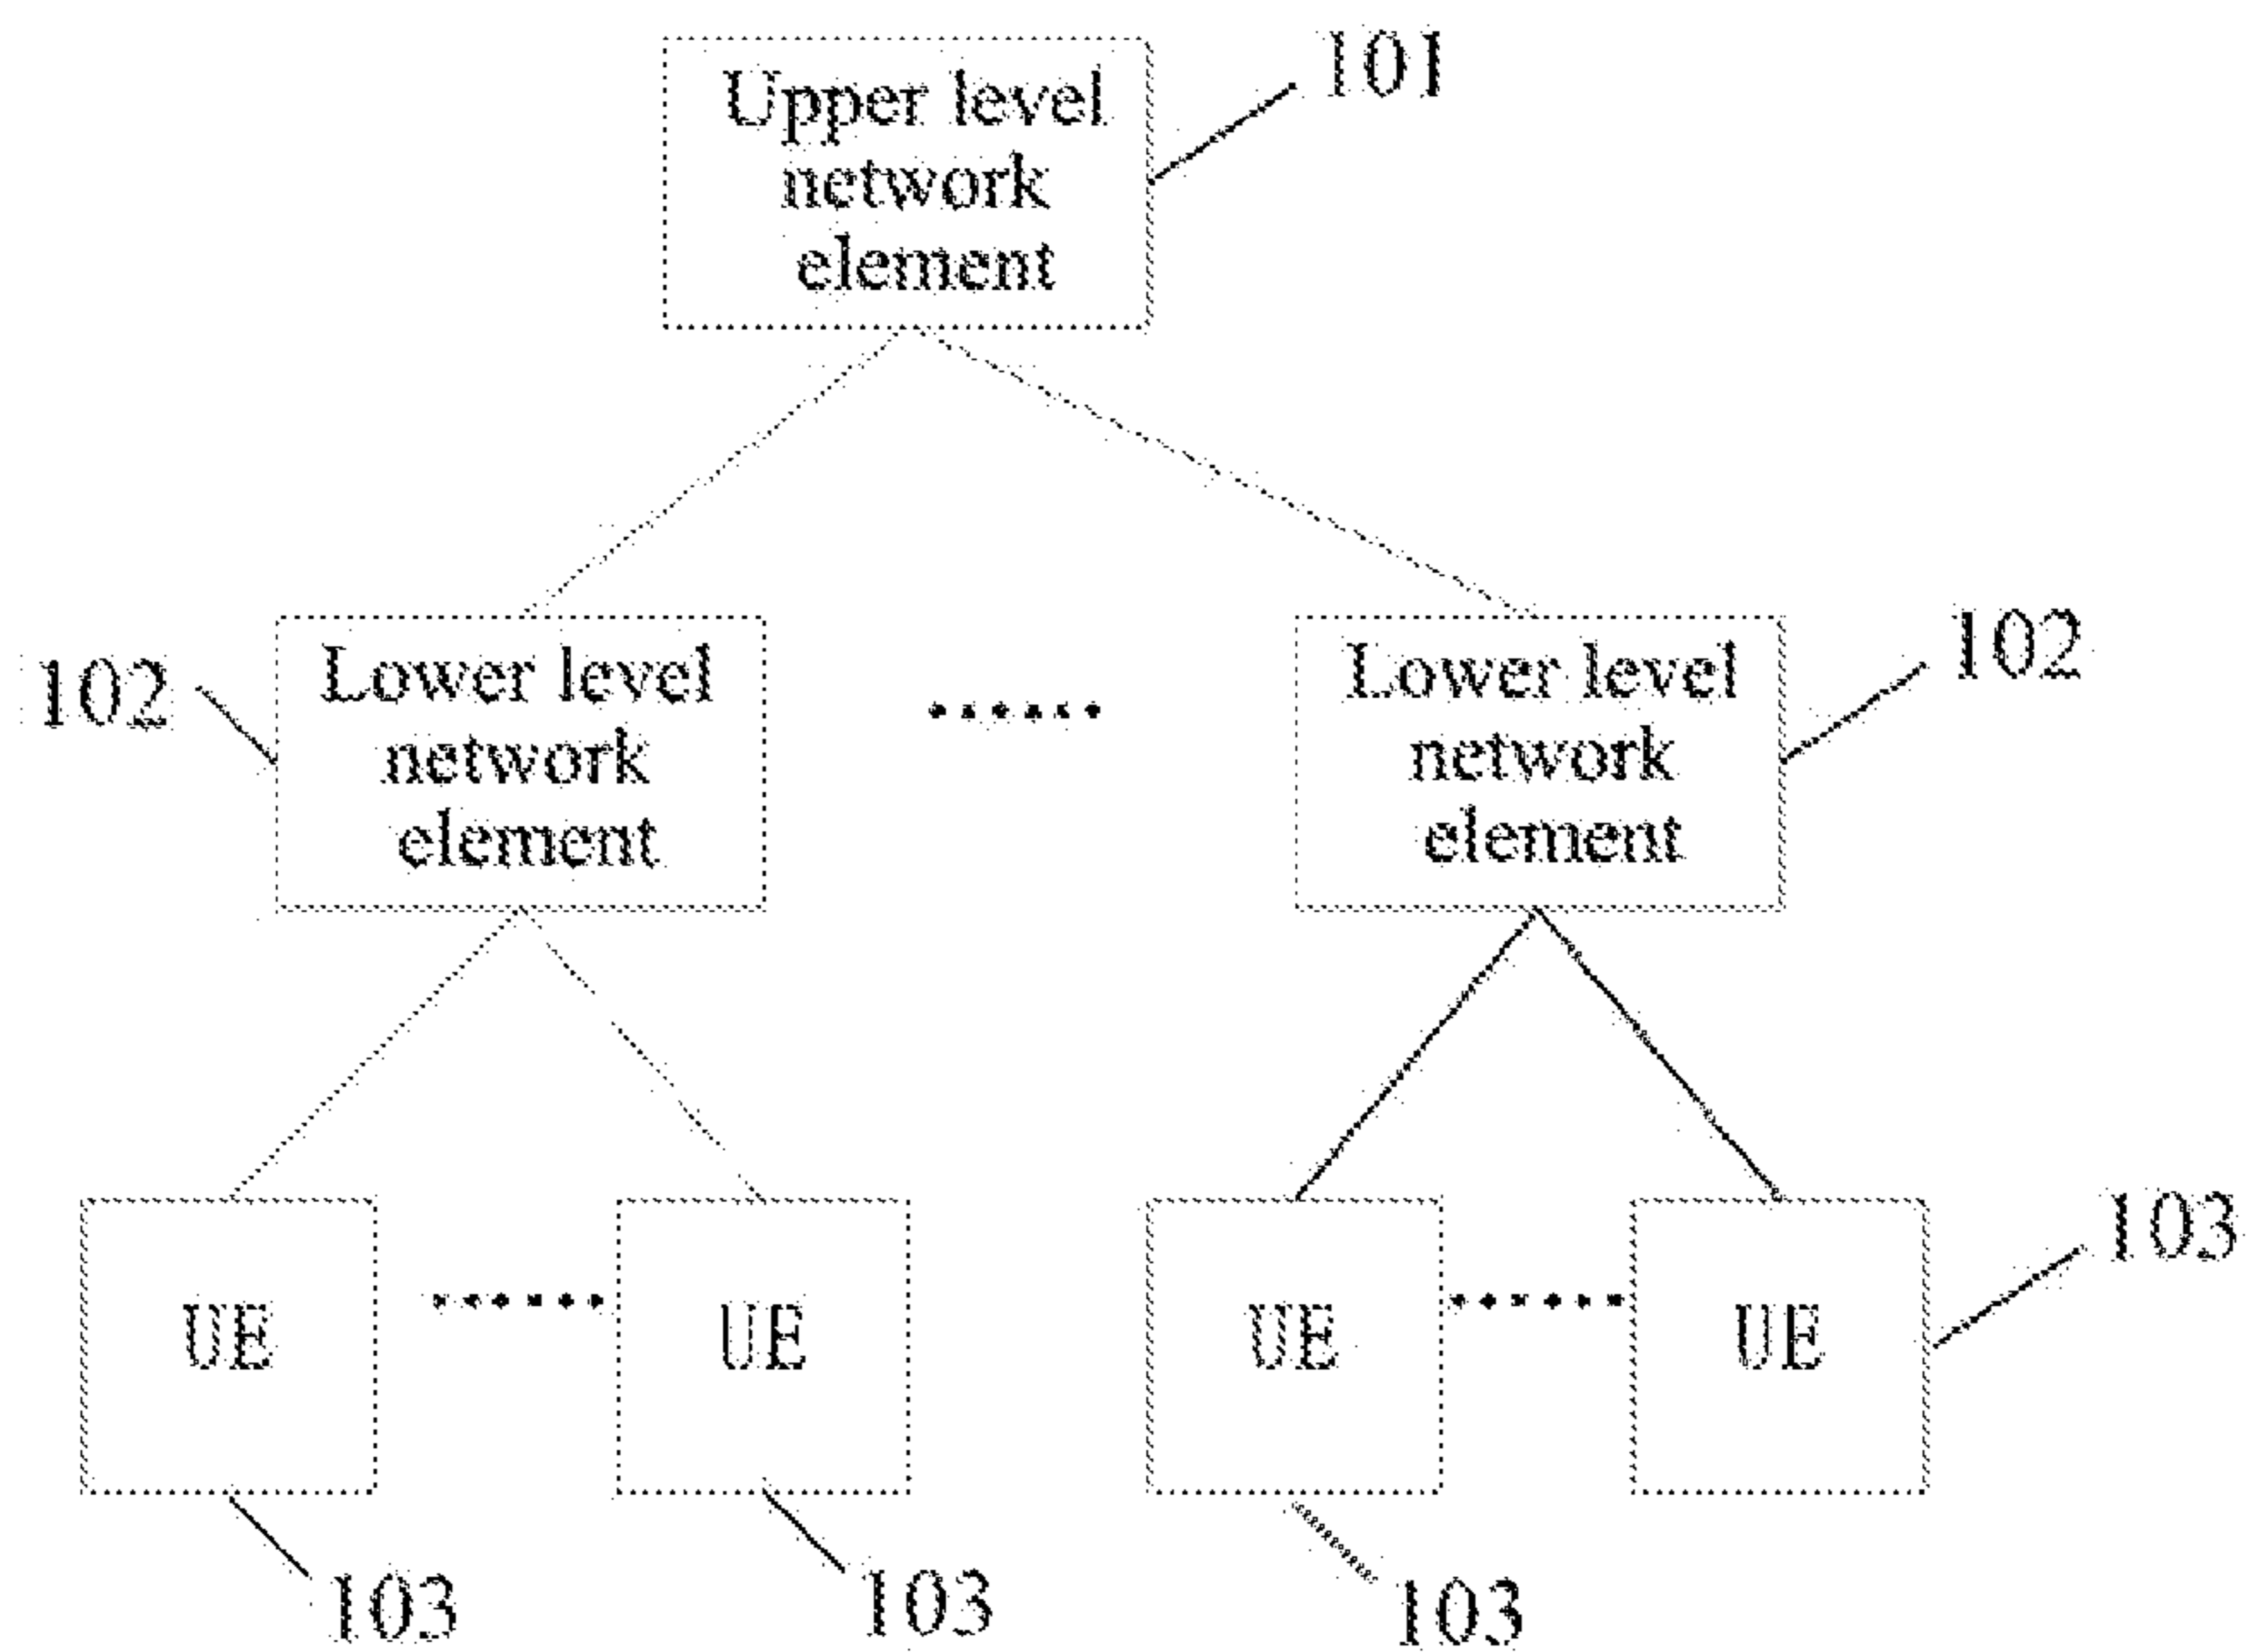 Upper level
network
element
101
102
Lower level
network
element
......
Lower level
network
element
102
UE
......
UE
UE
......
UE
103
103
103
103